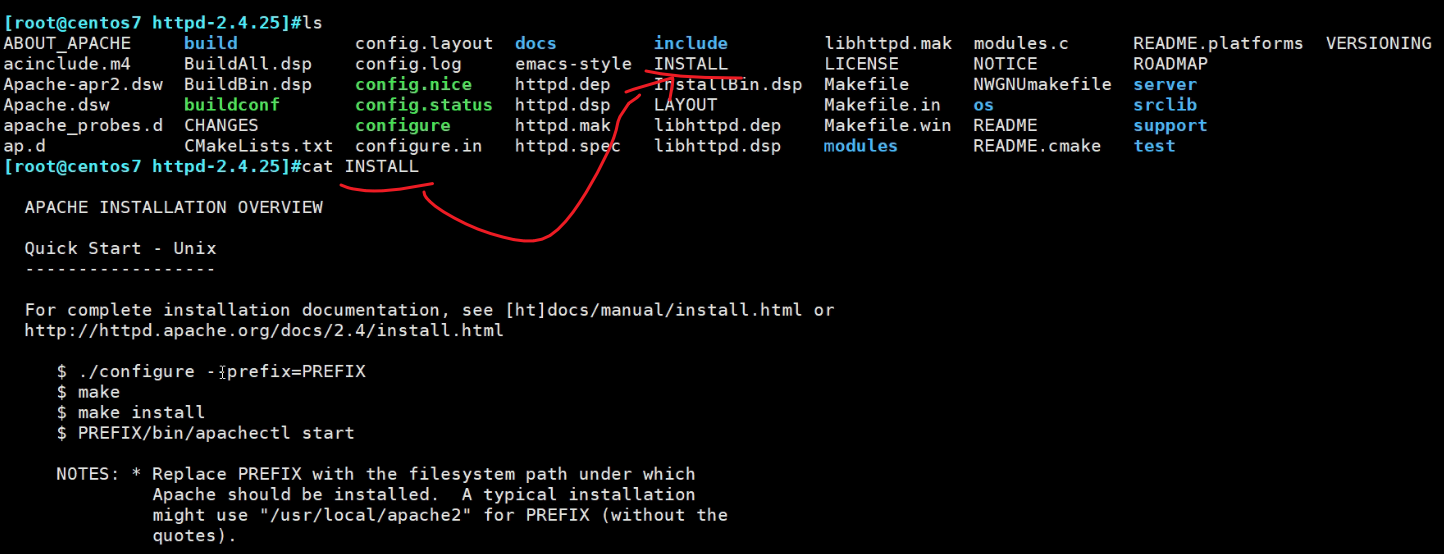 [root@centos7 httpd-2.4.25]#ls
ABOUT_APACHE build config.layout docs include libhttpd.mak modules.c README.platforms VERSIONING
acinclude.m4 BuildAll.dsp config.log emacs-style INSTALL LICENSE NOTICE ROADMAP
Apache-apr2.dsw BuildBin.dsp config.nice httpd.dep InstallBin.dsp Makefile NWGNUmakefile server
Apache.dsw buildconf config.status httpd.dsp LAYOUT Makefile.in os srclib
apache_probes.d CHANGES configure httpd.mak libhttpd.dep Makefile.win README support
ap.d CMakeLists.txt configure.in httpd.spec libhttpd.dsp modules README.cmake test
[root@centos7 httpd-2.4.25]#cat INSTALL
APACHE INSTALLATION OVERVIEW
Quick Start - Unix
------------------
For complete installation documentation, see [ht]docs/manual/install.html or
http://httpd.apache.org/docs/2.4/install.html
$ ./configure --prefix=PREFIX
$ make
$ make install
$ PREFIX/bin/apachectl start
NOTES: * Replace PREFIX with the filesystem path under which
Apache should be installed. A typical installation
might use "/usr/local/apache2" for PREFIX (without the
quotes).